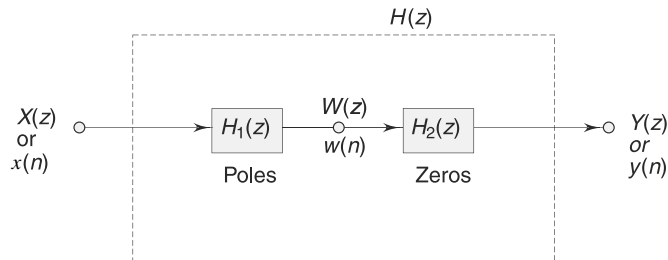 H(z)
X(z)
or
x(n)
H1(z)
W(z)
w(n)
H2(z)
Y(z)
or
y(n)
Poles
Zeros